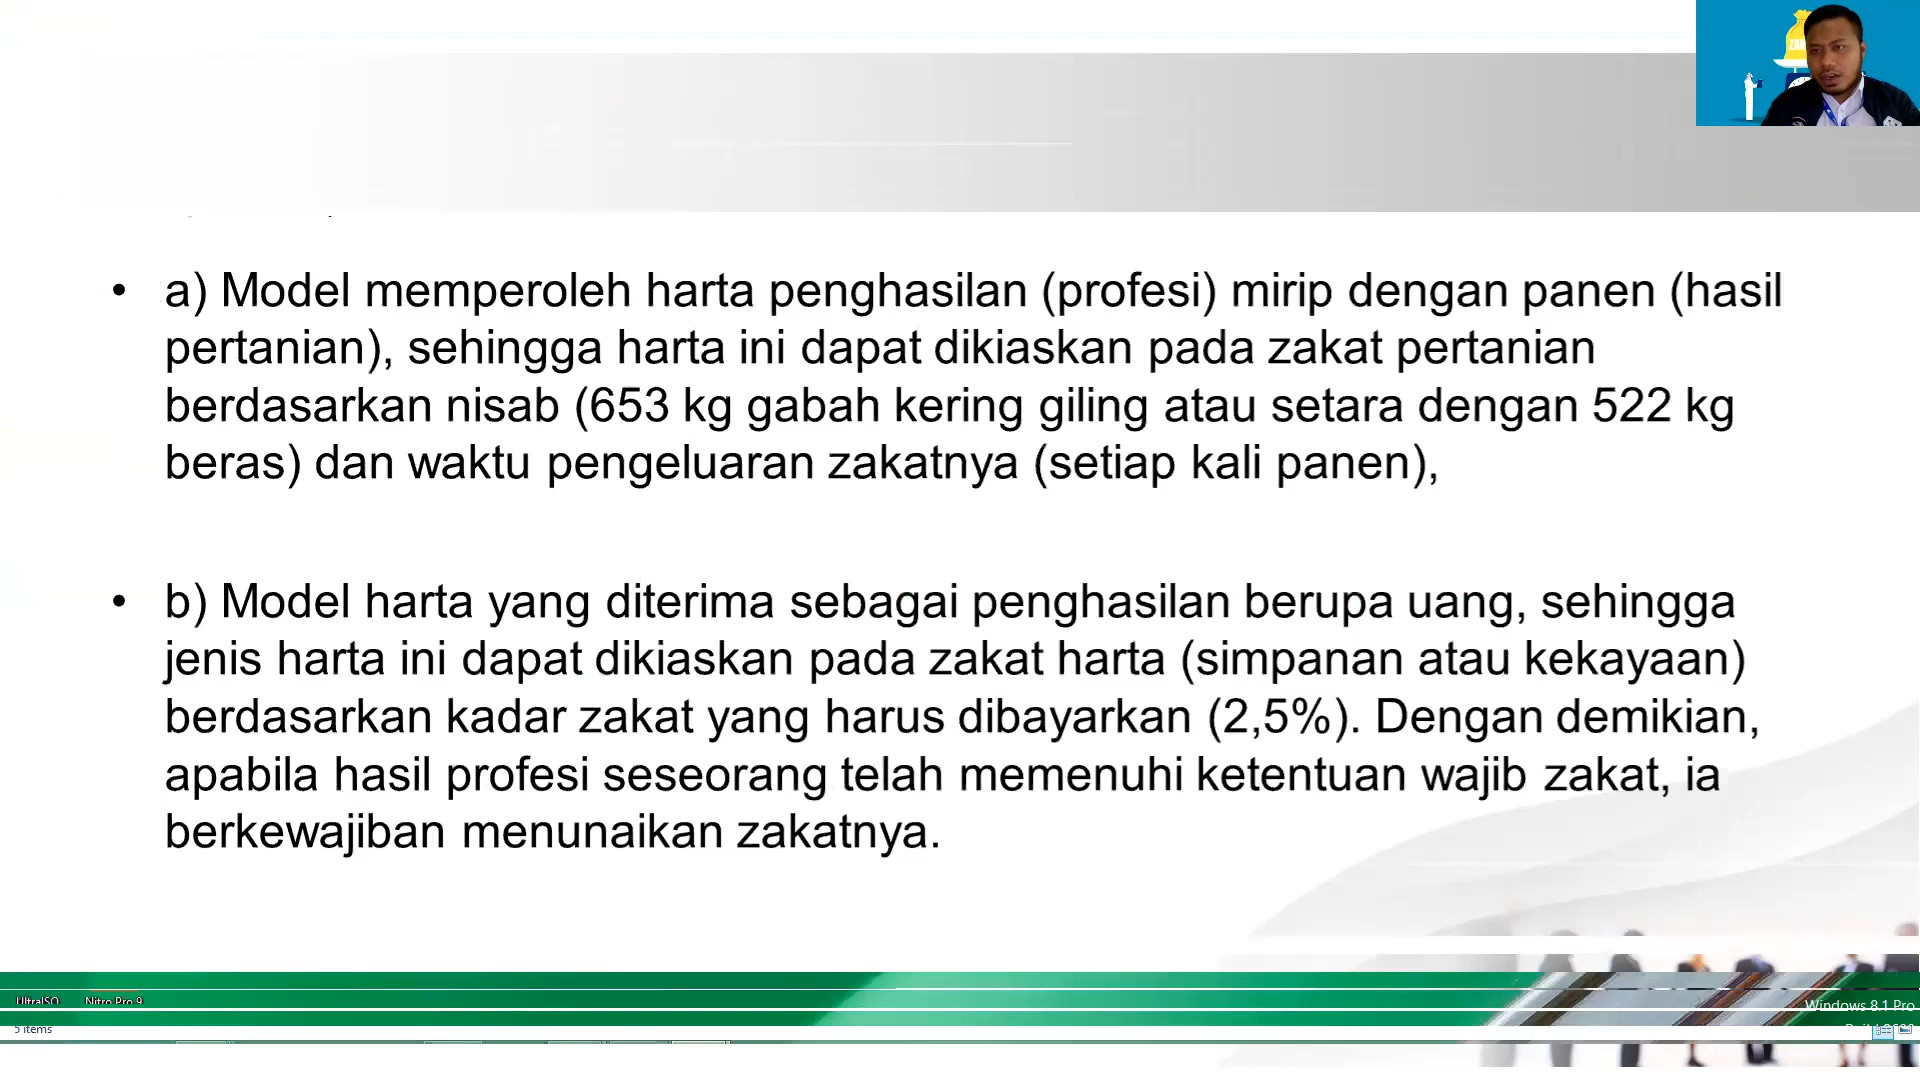 • a) Model memperoleh harta penghasilan (profesi) mirip dengan panen (hasil
pertanian), sehingga harta ini dapat dikiaskan pada zakat pertanian
berdasarkan nisab (653 kg gabah kering giling atau setara dengan 522 kg
beras) dan waktu pengeluaran zakatnya (setiap kali panen),
• b) Model harta yang diterima sebagai penghasilan berupa uang, sehingga
jenis harta ini dapat dikiaskan pada zakat harta (simpanan atau kekayaan)
berdasarkan kadar zakat yang harus dibayarkan (2,5%). Dengan demikian,
apabila hasil profesi seseorang telah memenuhi ketentuan wajib zakat, ia
berkewajiban menunaikan zakatnya.
UltraISO Nitro Pro 9
Windows 8.1 Pro
5 items